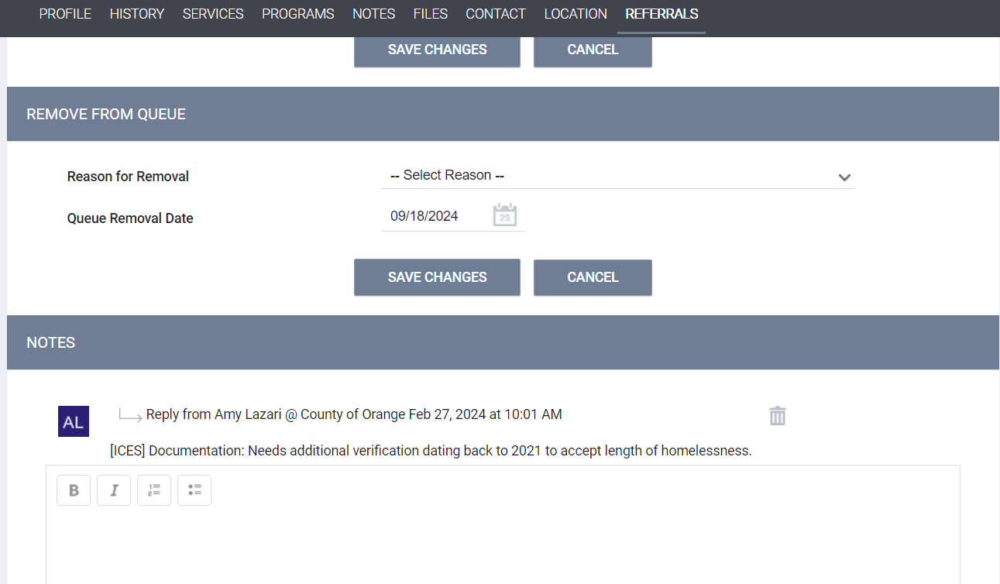 PROFILE HISTORY SERVICES PROGRAMS NOTES FILES CONTACT LOCATION REFERRALS
SAVE CHANGES CANCEL
REMOVE FROM QUEUE
Reason for Removal -- Select Reason --
Queue Removal Date 09/18/2024 25
SAVE CHANGES CANCEL
NOTES
AL Reply from Amy Lazari @ County of Orange Feb 27, 2024 at 10:01 AM
[ICES] Documentation: Needs additional verification dating back to 2021 to accept length of homelessness.
B I 1 2